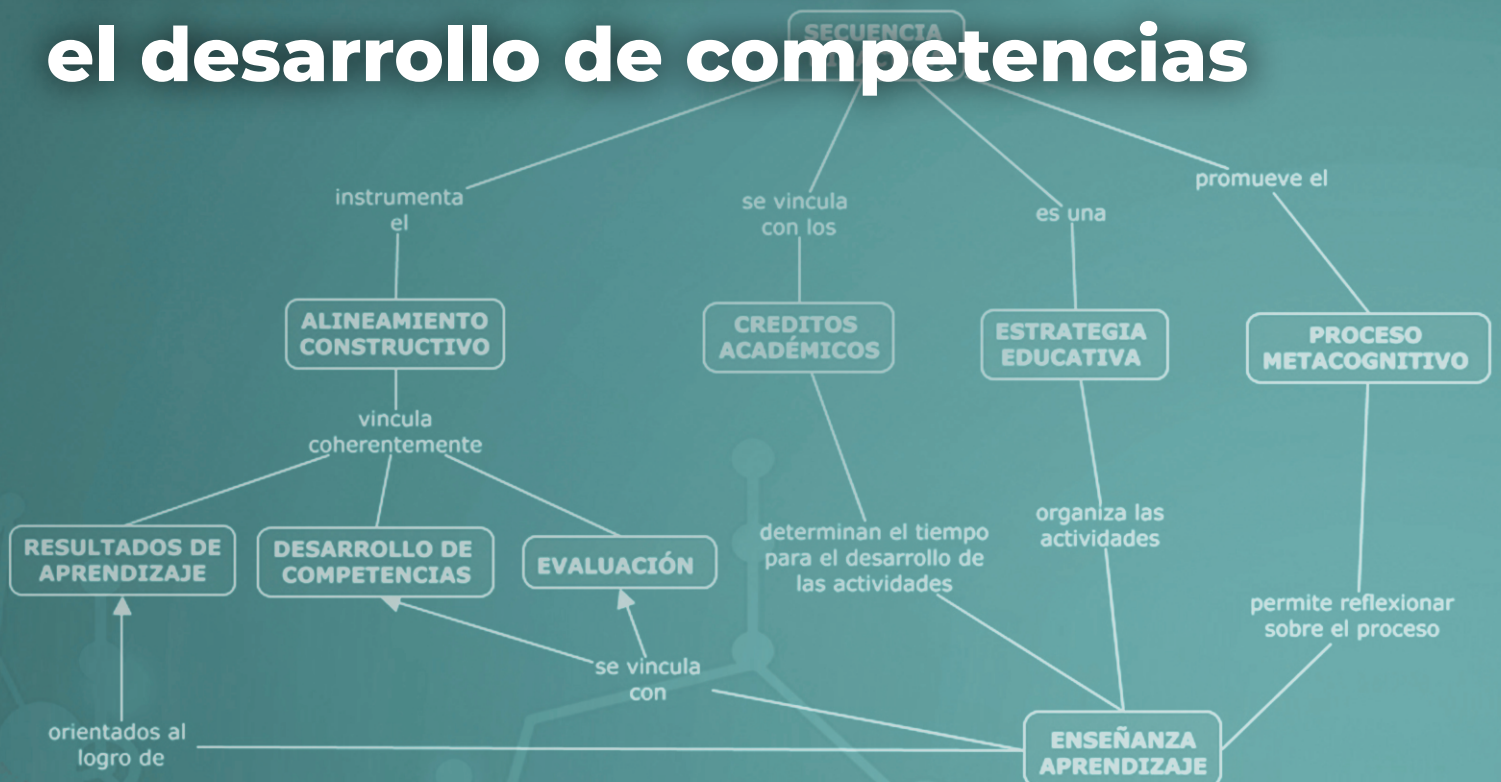 el desarrollo de competencias
SECUENCIA
instrumenta
el
se vincula
con los
es una
promueve el
ALINEAMIENTO
CONSTRUCTIVO
CREDITOS
ACADÉMICOS
ESTRATEGIA
EDUCATIVA
PROCESO
METACOGNITIVO
vincula
coherentemente
RESULTADOS DE
APRENDIZAJE
DESARROLLO DE
COMPETENCIAS
EVALUACIÓN
determinan el tiempo
para el desarrollo de
las actividades
organiza las
actividades
permite reflexionar
sobre el proceso
se vincula
con
orientados al
logro de
ENSEÑANZA
APRENDIZAJE